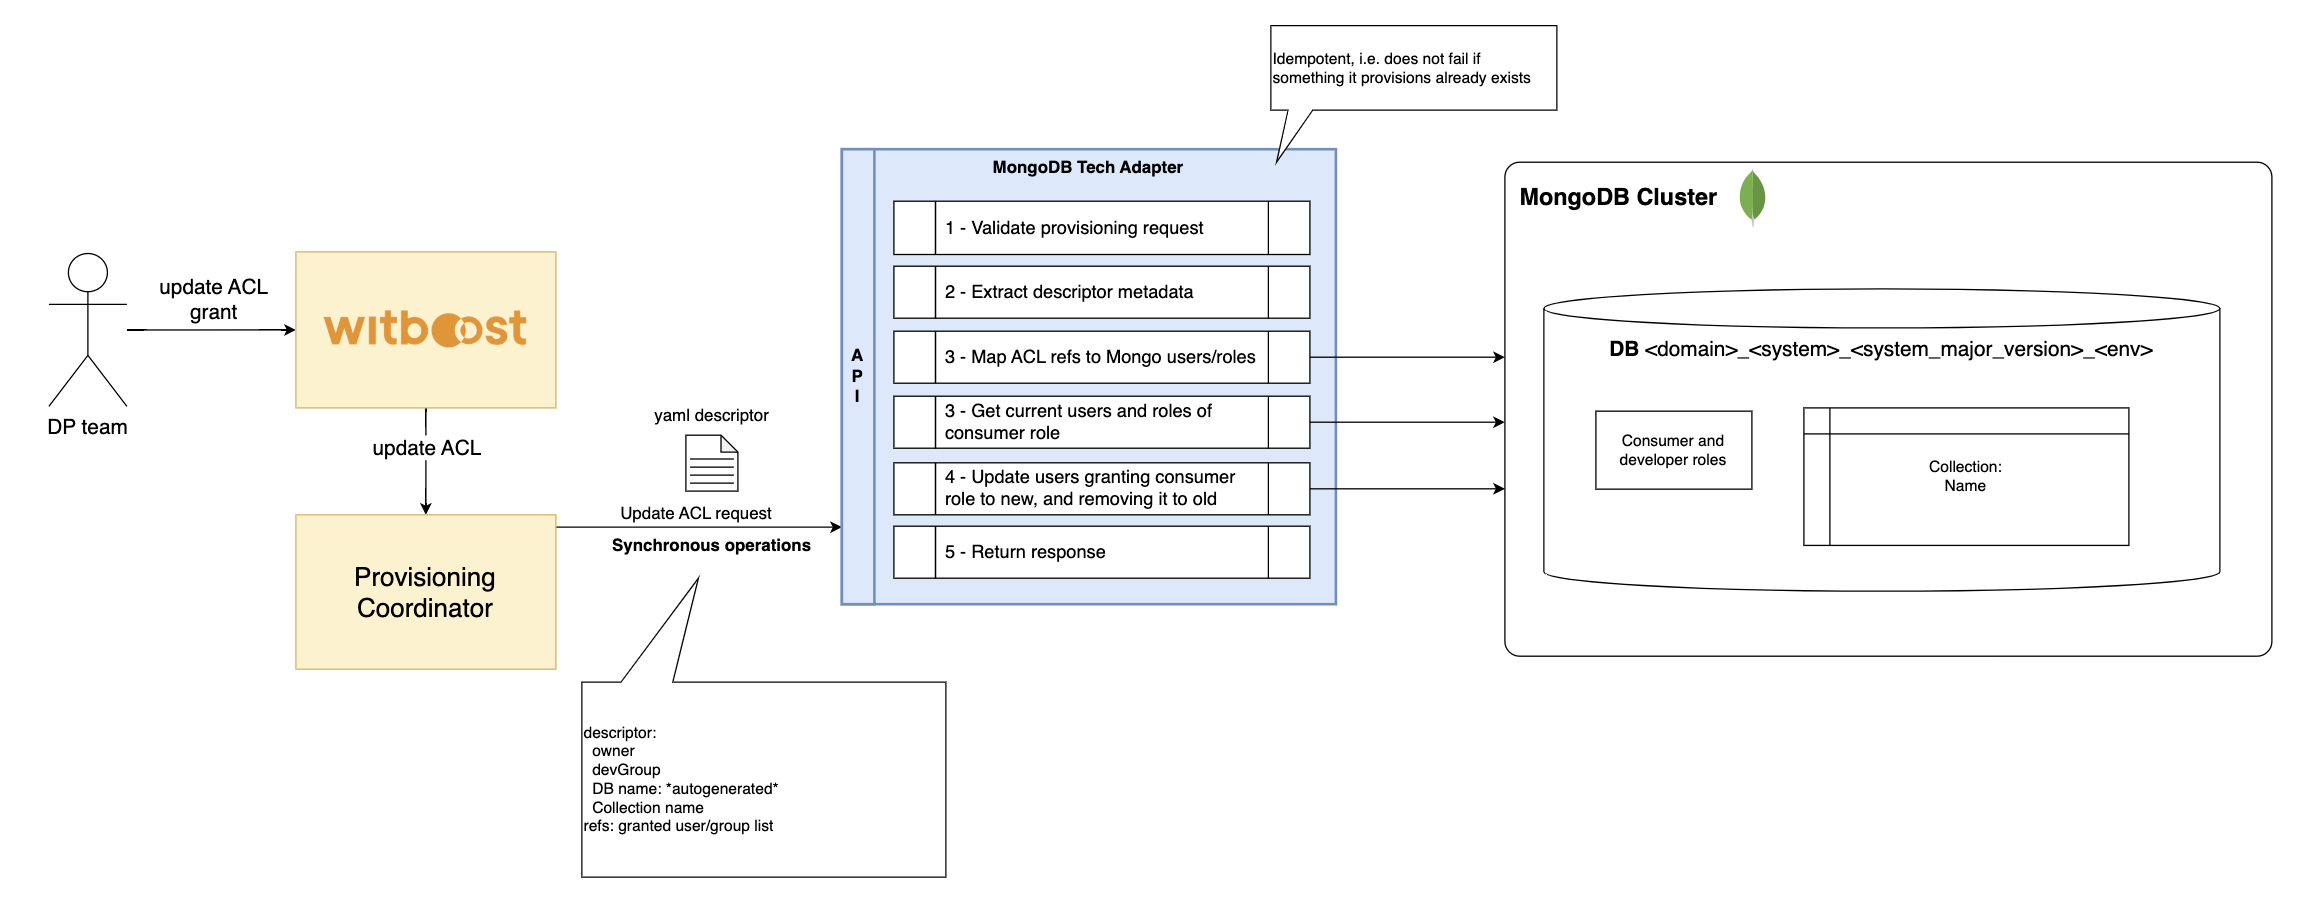 Idempotent, i.e. does not fail if
something it provisions already exists
MongoDB Tech Adapter
MongoDB Cluster
1 - Validate provisioning request
2 - Extract descriptor metadata
3 - Map ACL refs to Mongo users/roles
3 - Get current users and roles of
consumer role
4 - Update users granting consumer
role to new, and removing it to old
5 - Return response
A
P
I
update ACL
grant
witboost
DP team
update ACL
Provisioning
Coordinator
yaml descriptor
Update ACL request
Synchronous operations
DB <domain>_<system>_<system_major_version>_<env>
Consumer and
developer roles
Collection:
Name
descriptor:
owner
devGroup
DB name: *autogenerated*
Collection name
refs: granted user/group list